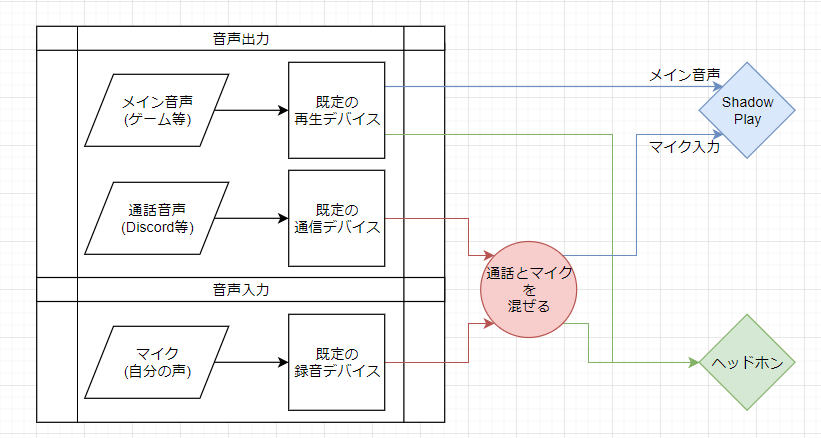 音声出力
メイン音声
(ゲーム等)
既定の
再生デバイス
メイン音声
Shadow
Play
マイク入力
通話音声
(Discord等)
既定の
通信デバイス
通話とマイク
を
混ぜる
音声入力
マイク
(自分の声)
既定の
録音デバイス
ヘッドホン